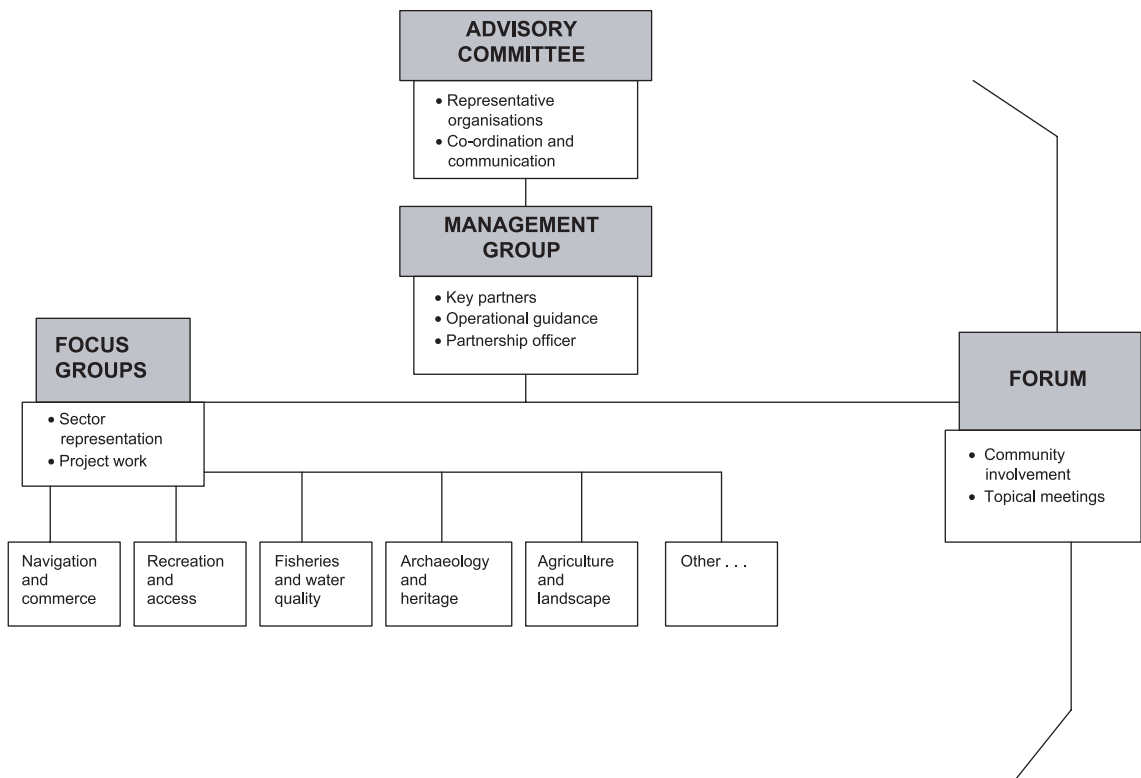 ADVISORY
COMMITTEE
• Representative
organisations
• Co-ordination and
communication
MANAGEMENT
GROUP
• Key partners
• Operational guidance
• Partnership officer
FOCUS
GROUPS
• Sector
representation
• Project work
FORUM
• Community
involvement
• Topical meetings
Navigation
and
commerce
Recreation
and
access
Fisheries
and water
quality
Archaeology
and
heritage
Agriculture
and
landscape
Other . . .